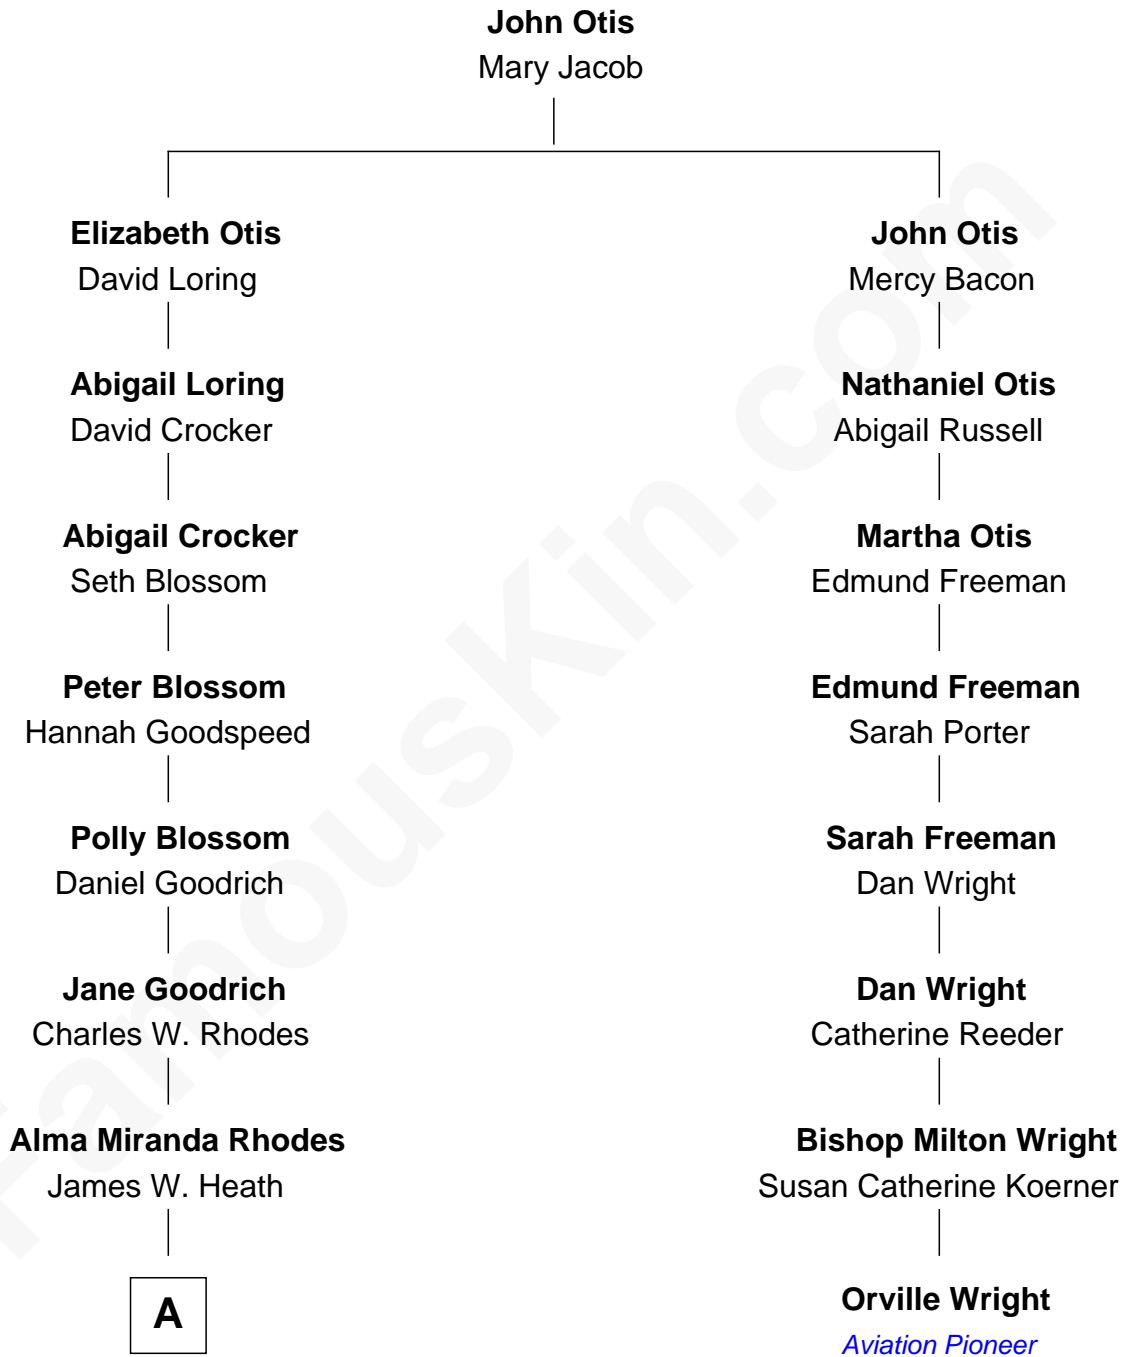 John Otis
Mary Jacob
Elizabeth Otis
David Loring
John Otis
Mercy Bacon
Abigail Loring
David Crocker
Nathaniel Otis
Abigail Russell
Abigail Crocker
Seth Blossom
Martha Otis
Edmund Freeman
Peter Blossom
Hannah Goodspeed
Edmund Freeman
Sarah Porter
Polly Blossom
Daniel Goodrich
Sarah Freeman
Dan Wright
Jane Goodrich
Charles W. Rhodes
Dan Wright
Catherine Reeder
Alma Miranda Rhodes
James W. Heath
Bishop Milton Wright
Susan Catherine Koerner
A
Orville Wright
Aviation Pioneer
FamousKin.com